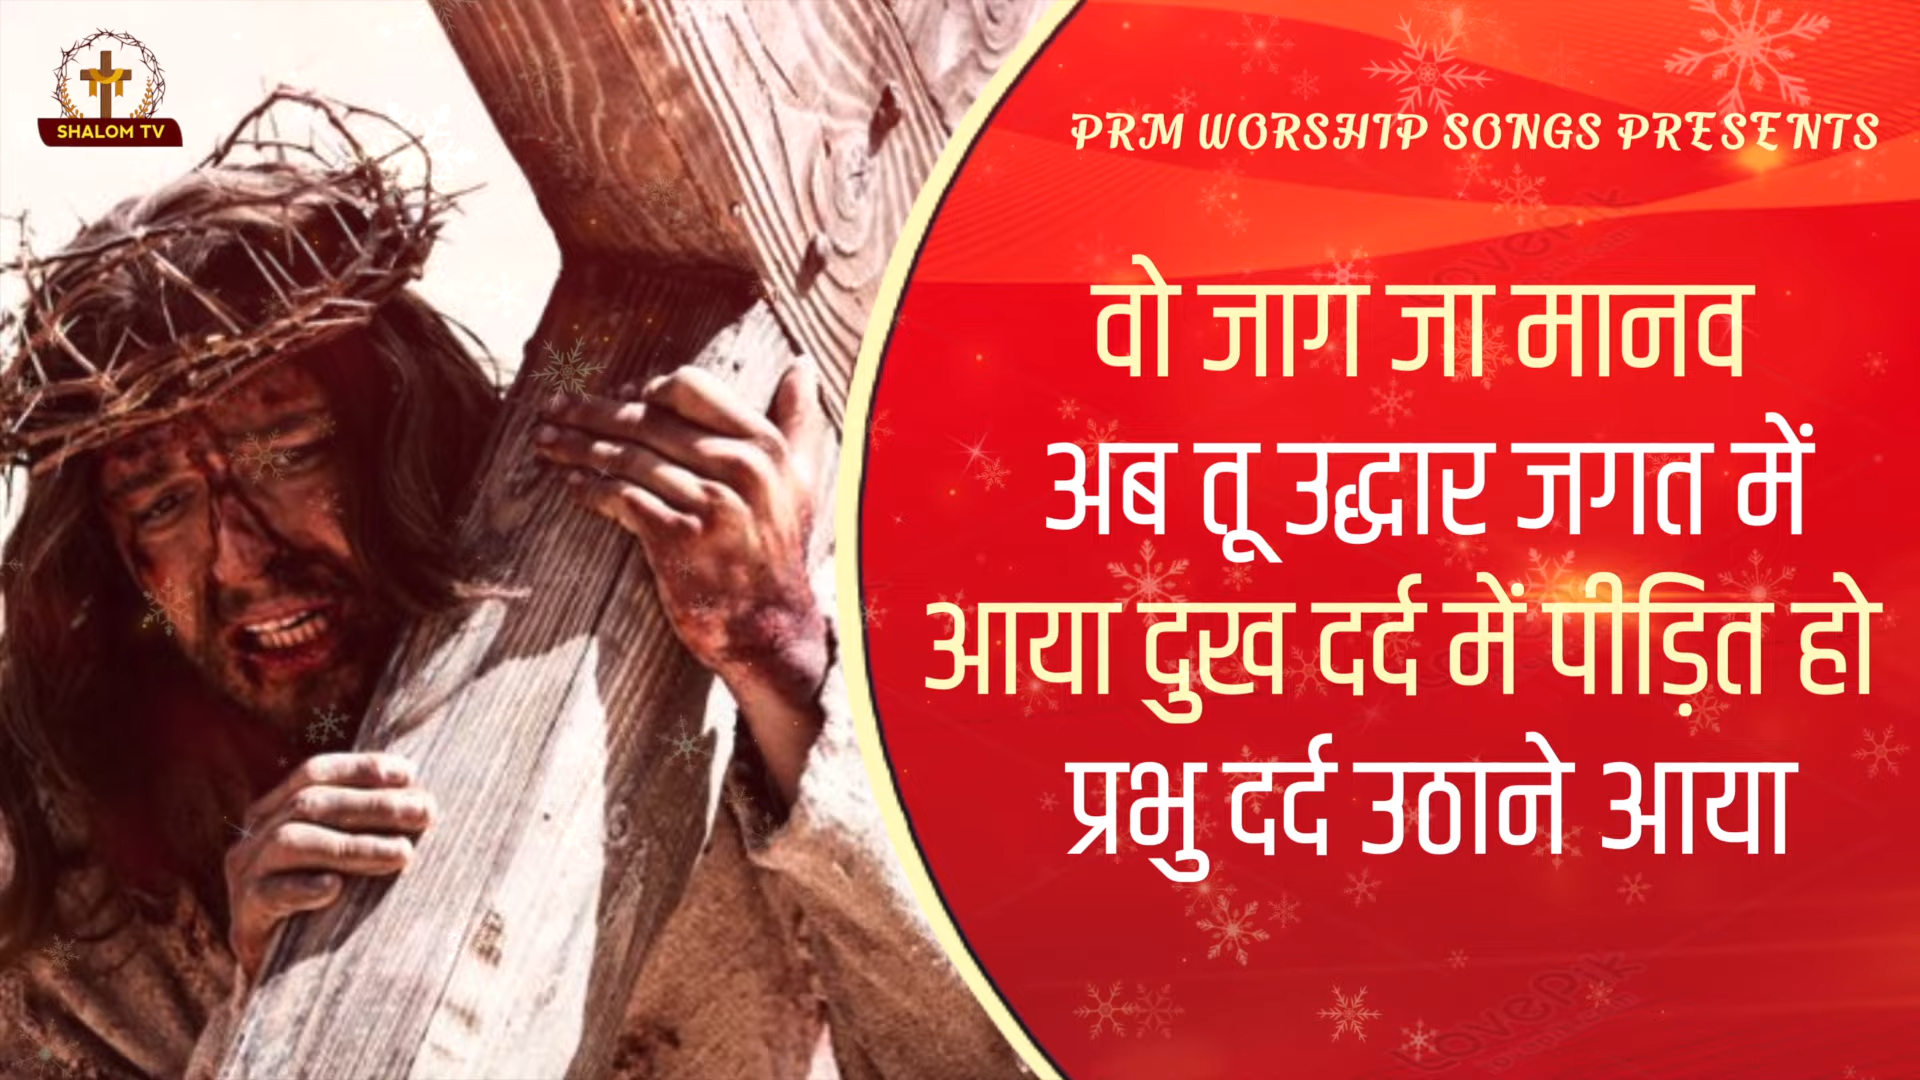 SHALOM TV
PRM WORSHIP SONGS PRESENTS
वो जाग जा मानव
अब तू उद्धार जगत में
आया दुख दर्द में पीड़ित हो
प्रभु दर्द उठाने आया